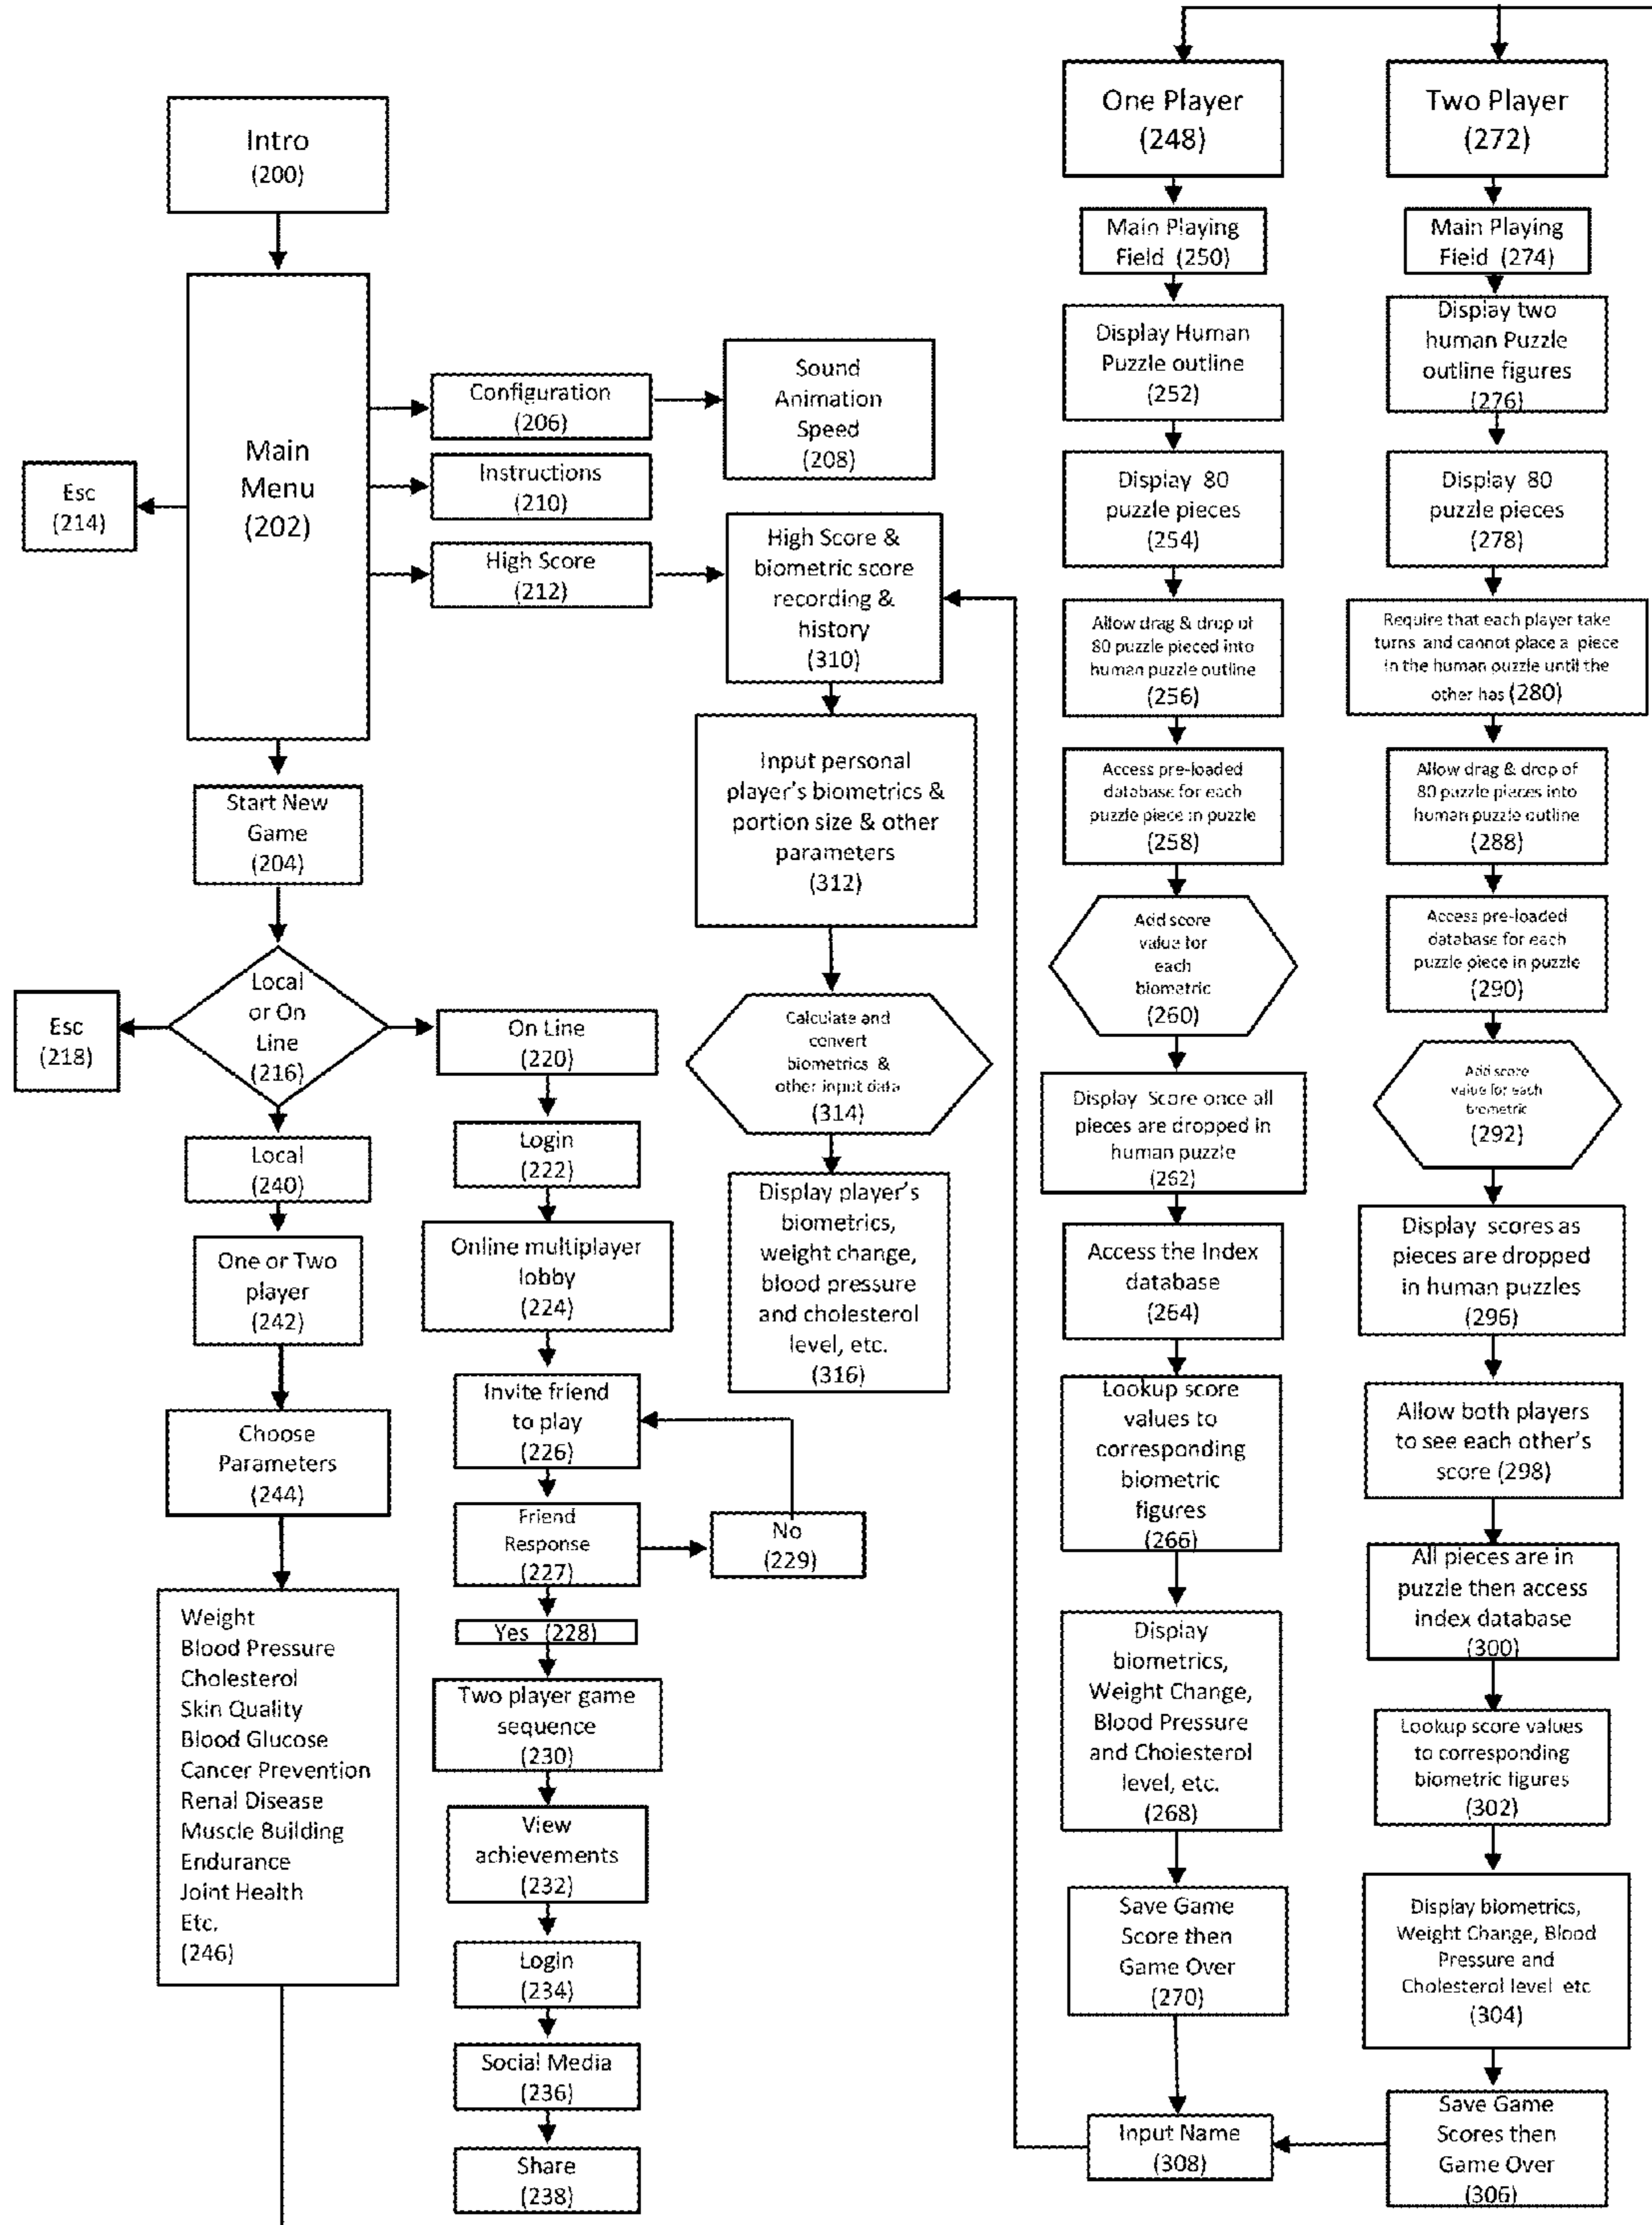 Intro
(200)
Main
Menu
(202)
Esc
(214)
Configuration
(206)
Sound
Animation
Speed
(208)
Instructions
(210)
High Score
(212)
High Score &
biometric score
recording &
history
(310)
Input personal
player's biometrics &
portion size & other
parameters
(312)
Calculate and
convert
biometrics &
other input data
(314)
Display player's
biometrics,
weight change,
blood pressure
and cholesterol
level, etc.
(316)
Start New
Game
(204)
Local
or On
Line
(216)
Esc
(218)
Local
(240)
One or Two
player
(242)
Choose
Parameters
(244)
Weight
Blood Pressure
Cholesterol
Skin Quality
Blood Glucose
Cancer Prevention
Renal Disease
Muscle Building
Endurance
Joint Health
Etc.
(246)
On Line
(220)
Login
(222)
Online multiplayer
lobby
(224)
Invite friend
to play
(226)
Friend
Response
(227)
No
(229)
Yes (228)
Two player game
sequence
(230)
View
achievements
(232)
Login
(234)
Social Media
(236)
Share
(238)
One Player
(248)
Main Playing
Field (250)
Display Human
Puzzle outline
(252)
Display 80
puzzle pieces
(254)
Allow drag & drop of
80 puzzle pieced into
human puzzle outline
(256)
Access pre-loaded
database for each
puzzle piece in puzzle
(258)
Add score
value for
each
biometric
(260)
Display Score once all
pieces are dropped in
human puzzle
(262)
Access the Index
database
(264)
Lookup score
values to
corresponding
biometric
figures
(266)
Display
biometrics,
Weight Change,
Blood Pressure
and Cholesterol
level, etc.
(268)
Save Game
Score then
Game Over
(270)
Input Name
(308)
Two Player
(272)
Main Playing
Field (274)
Display two
human Puzzle
outline figures
(276)
Display 80
puzzle pieces
(278)
Require that each player take
turns and cannot place a piece
in the human puzzle until the
other has (280)
Allow drag & drop of
80 puzzle pieces into
human puzzle outline
(288)
Access pre-loaded
database for each
puzzle piece in puzzle
(290)
Add score
value for each
biometric
(292)
Display scores as
pieces are dropped
in human puzzles
(296)
Allow both players
to see each other's
score (298)
All pieces are in
puzzle then access
index database
(300)
Lookup score values
to corresponding
biometric figures
(302)
Display biometrics,
Weight Change, Blood
Pressure and
Cholesterol level etc
(304)
Save Game
Scores then
Game Over
(306)